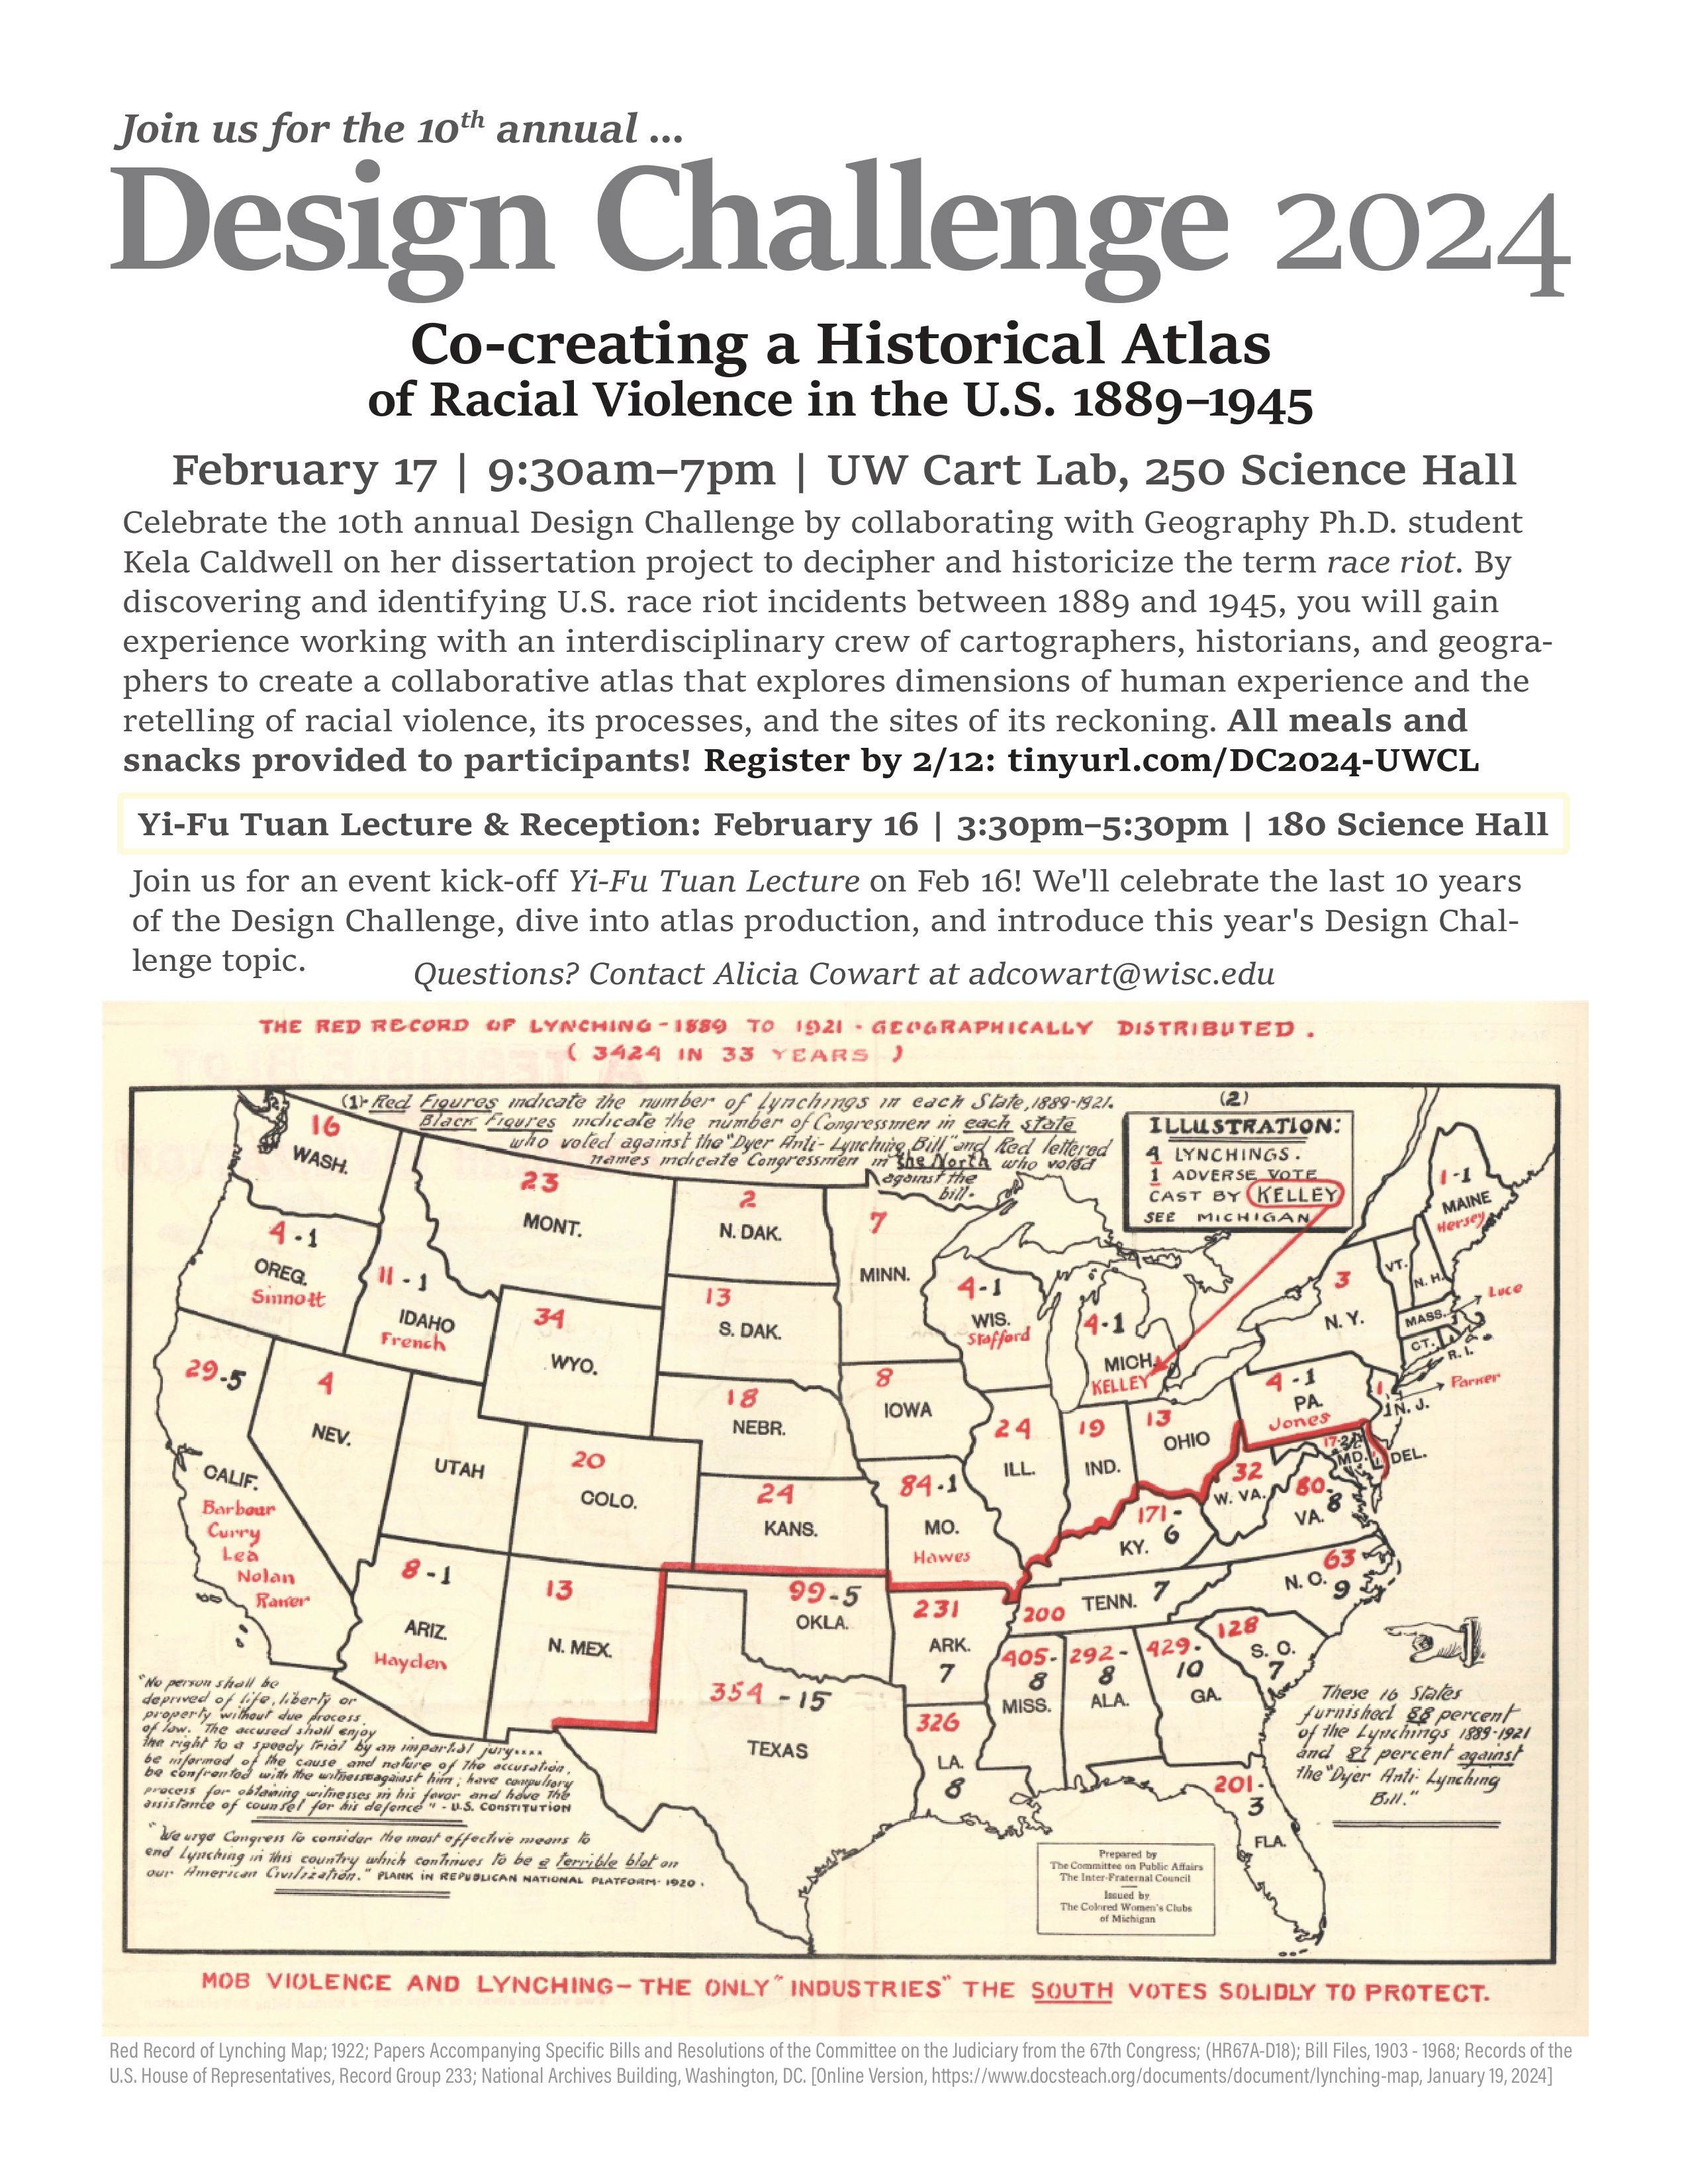 Join us for the 10th annual ...
Design Challenge 2024
Co-creating a Historical Atlas
of Racial Violence in the U.S. 1889–1945
February 17 | 9:30am–7pm | UW Cart Lab, 250 Science Hall
Celebrate the 10th annual Design Challenge by collaborating with Geography Ph.D. student
Kela Caldwell on her dissertation project to decipher and historicize the term race riot. By
discovering and identifying U.S. race riot incidents between 1889 and 1945, you will gain
experience working with an interdisciplinary crew of cartographers, historians, and geogra-
phers to create a collaborative atlas that explores dimensions of human experience and the
retelling of racial violence, its processes, and the sites of its reckoning. All meals and
snacks provided to participants! Register by 2/12: tinyurl.com/DC2024-UWCL
Yi-Fu Tuan Lecture & Reception: February 16 | 3:30pm–5:30pm | 180 Science Hall
Join us for an event kick-off Yi-Fu Tuan Lecture on Feb 16! We'll celebrate the last 10 years
of the Design Challenge, dive into atlas production, and introduce this year's Design Chal-
lenge topic.
Questions? Contact Alicia Cowart at adcowart@wisc.edu
THE RED RECORD OF LYNCHING - 1889 TO 1921 - GEOGRAPHICALLY DISTRIBUTED.
( 3424 IN 33 YEARS )
(1)- Red Figures indicate the number of Lynchings in each State, 1889-1921.
Black Figures indicate the number of Congressmen in each state
who voted against the "Dyer Anti-Lynching Bill" and Red lettered
names indicate Congressmen in the North who voted
against the
bill.
(2)
ILLUSTRATION:
4 LYNCHINGS.
1 ADVERSE VOTE
CAST BY KELLEY
SEE MICHIGAN
16
WASH.
4 - 1
OREG.
Sinnott
11 - 1
IDAHO
French
23
MONT.
2
N. DAK.
7
MINN.
4-1
WIS.
Stafford
4-1
MICH.
KELLEY
1-1
MAINE
Hersey
VT.
N. H.
3
N. Y.
MASS.
Luce
CT.
R. I.
29-5
CALIF.
Barbour
Curry
Lea
Nolan
Raker
4
NEV.
UTAH
34
WYO.
13
S. DAK.
18
NEBR.
8
IOWA
24
ILL.
19
IND.
13
OHIO
4 - 1
PA.
Jones
1
N. J.
Parker
17-2
MD.
1
DEL.
20
COLO.
24
KANS.
84-1
MO.
Hawes
171-
6
KY.
32
W. VA.
80-
8
VA.
8 - 1
ARIZ.
Hayden
13
N. MEX.
99-5
OKLA.
231
ARK.
7
200
TENN. 7
63
N. C.
9
354 - 15
TEXAS
326
LA.
8
405-
8
MISS.
292-
8
ALA.
429-
10
GA.
128
S. C.
7
201-
3
FLA.
"No person shall be
deprived of life, liberty or
property without due process
of law. The accused shall enjoy
the right to a speedy trial by an impartial jury....
be informed of the cause and nature of the accusation,
be confronted with the witnesses against him; have compulsory
process for obtaining witnesses in his favor and have the
assistance of counsel for his defence" - U.S. CONSTITUTION
"We urge Congress to consider the most effective means to
end Lynching in this country which continues to be a terrible blot on
our American Civilization." PLANK IN REPUBLICAN NATIONAL PLATFORM - 1920.
These 16 States
furnished 88 percent
of the Lynchings 1889-1921
and 87 percent against
the "Dyer Anti Lynching
Bill."
Prepared by
The Committee on Public Affairs
The Inter-Fraternal Council
Issued by
The Colored Women's Clubs
of Michigan
MOB VIOLENCE AND LYNCHING - THE ONLY "INDUSTRIES" THE SOUTH VOTES SOLIDLY TO PROTECT.
Red Record of Lynching Map; 1922; Papers Accompanying Specific Bills and Resolutions of the Committee on the Judiciary from the 67th Congress; (HR67A-D18); Bill Files, 1903 - 1968; Records of the
U.S. House of Representatives, Record Group 233; National Archives Building, Washington, DC. [Online Version, https://www.docsteach.org/documents/document/lynching-map, January 19, 2024]